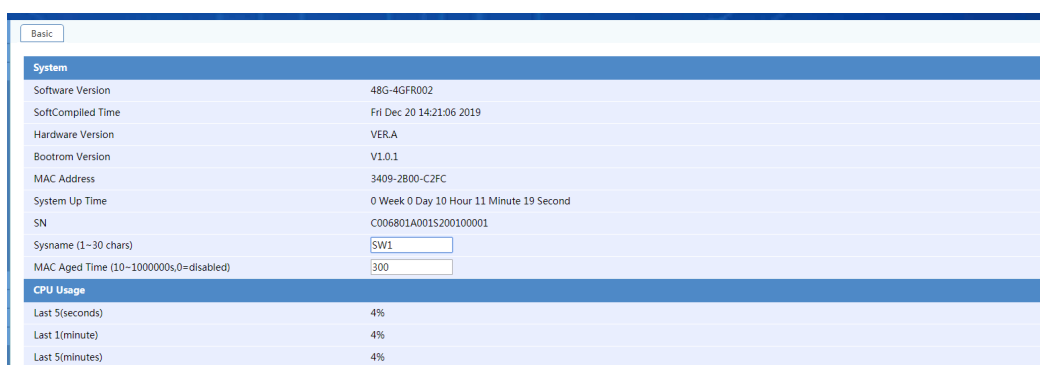 Basic
System
Software Version 48G-4GFR002
SoftCompiled Time Fri Dec 20 14:21:06 2019
Hardware Version VER.A
Bootrom Version V1.0.1
MAC Address 3409-2B00-C2FC
System Up Time 0 Week 0 Day 10 Hour 11 Minute 19 Second
SN C006801A001S200100001
Sysname (1~30 chars) SW1
MAC Aged Time (10~1000000s,0=disabled) 300
CPU Usage
Last 5(seconds) 4%
Last 1(minute) 4%
Last 5(minutes) 4%